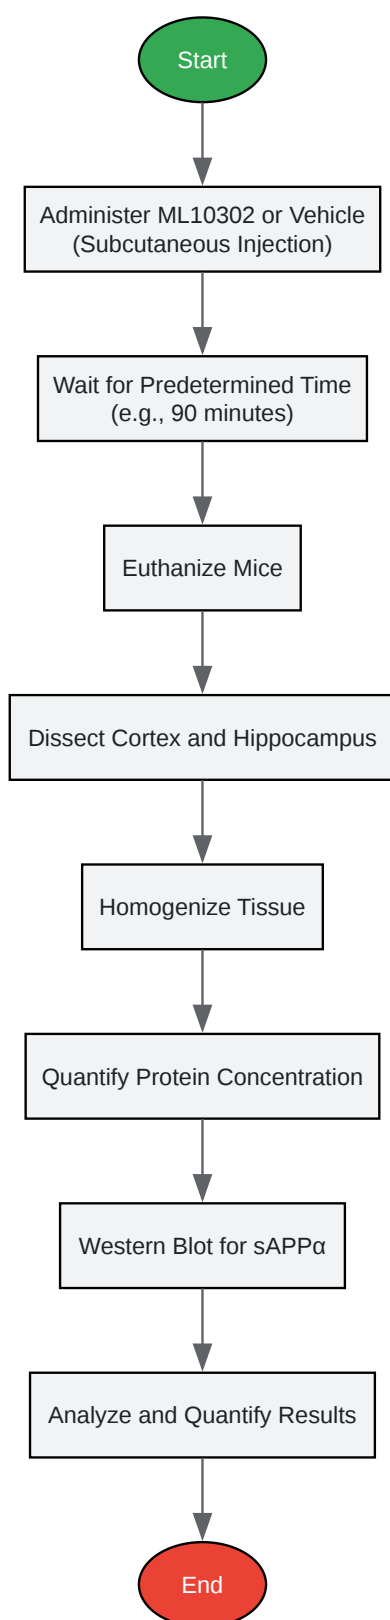 Start
Administer ML10302 or Vehicle
(Subcutaneous Injection)
Wait for Predetermined Time
(e.g., 90 minutes)
Euthanize Mice
Dissect Cortex and Hippocampus
Homogenize Tissue
Quantify Protein Concentration
Western Blot for sAPPα
Analyze and Quantify Results
End